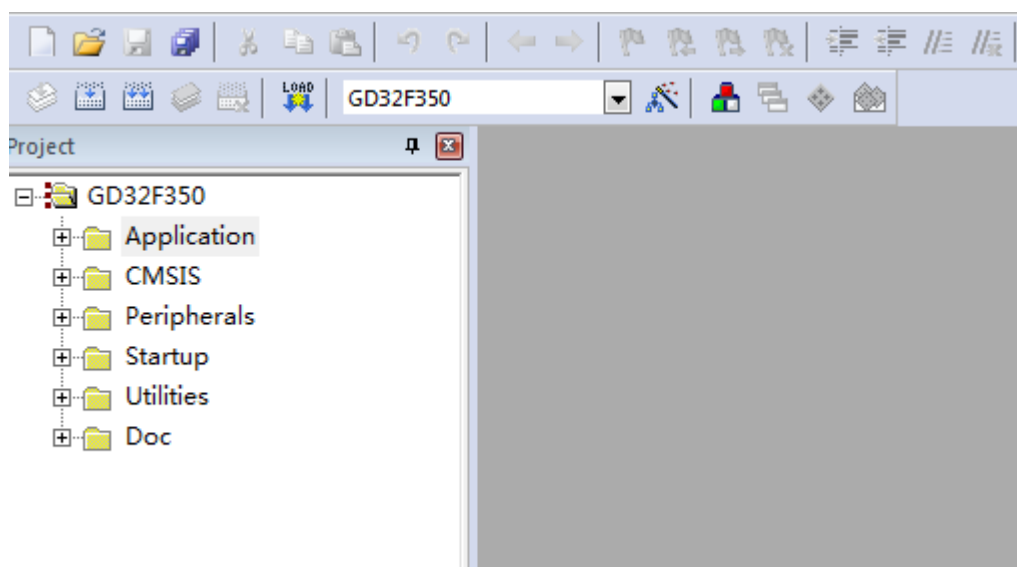 LOAD
GD32F350
Project
GD32F350
Application
CMSIS
Peripherals
Startup
Utilities
Doc